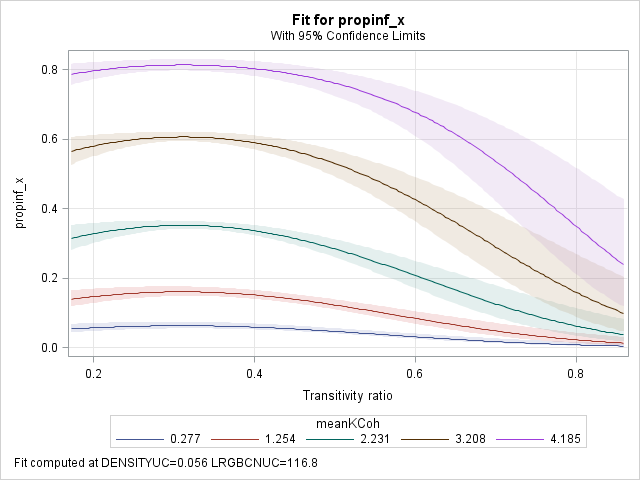 Fit for propinf_x
With 95% Confidence Limits
0.8
0.6
0.4
0.2
0.0
propinf_x
0.2 0.4 0.6 0.8
Transitivity ratio
meanKCoh
0.277 1.254 2.231 3.208 4.185
Fit computed at DENSITYUC=0.056 LRGBCNUC=116.8